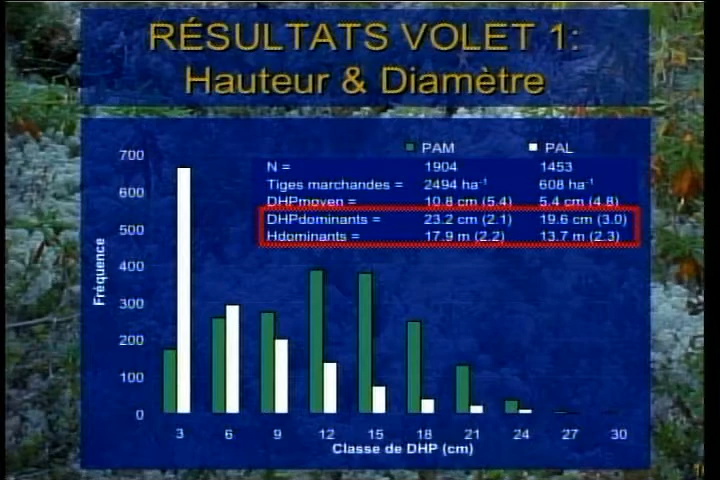 RÉSULTATS VOLET 1:
Hauteur & Diamètre
PAM PAL
N = 1904 1453
Tiges marchandes = 2494 ha⁻¹ 608 ha⁻¹
DHPmoyen = 10.8 cm (5.4) 5.4 cm (4.8)
DHPdominants = 23.2 cm (2.1) 19.6 cm (3.0)
Hdominants = 17.9 m (2.2) 13.7 m (2.3)
Fréquence
700
600
500
400
300
200
100
0
3 6 9 12 15 18 21 24 27 30
Classe de DHP (cm)